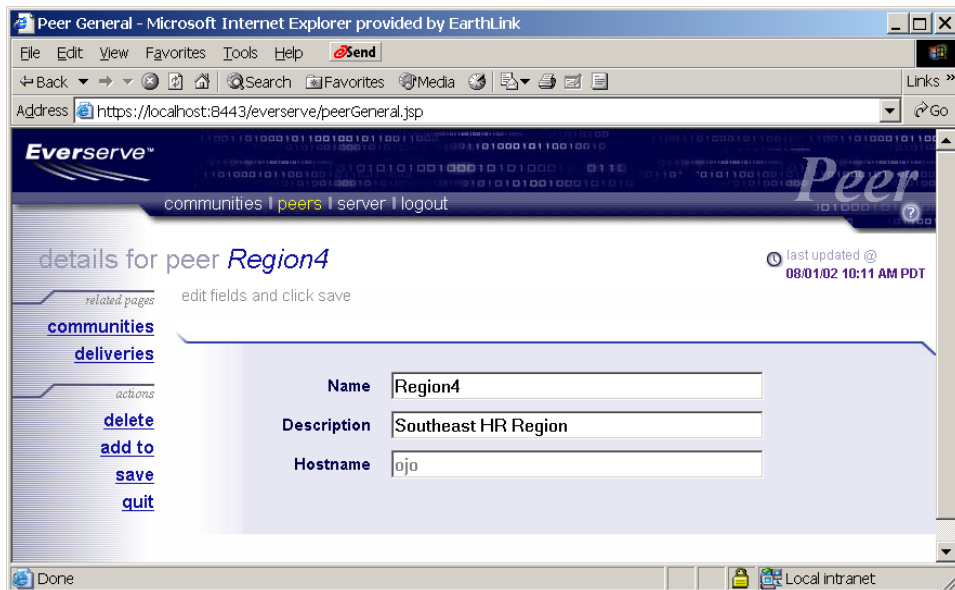 Peer General - Microsoft Internet Explorer provided by EarthLink
File Edit View Favorites Tools Help Send
Back Search Favorites Media Links »
Address https://localhost:8443/everserve/peerGeneral.jsp Go
Everserve™
Peer
communities | peers | server | logout
?
details for peer Region4
last updated @
08/01/02 10:11 AM PDT
related pages
edit fields and click save
communities
deliveries
actions
Name Region4
delete
Description Southeast HR Region
add to
Hostname ojo
save
quit
Done Local intranet